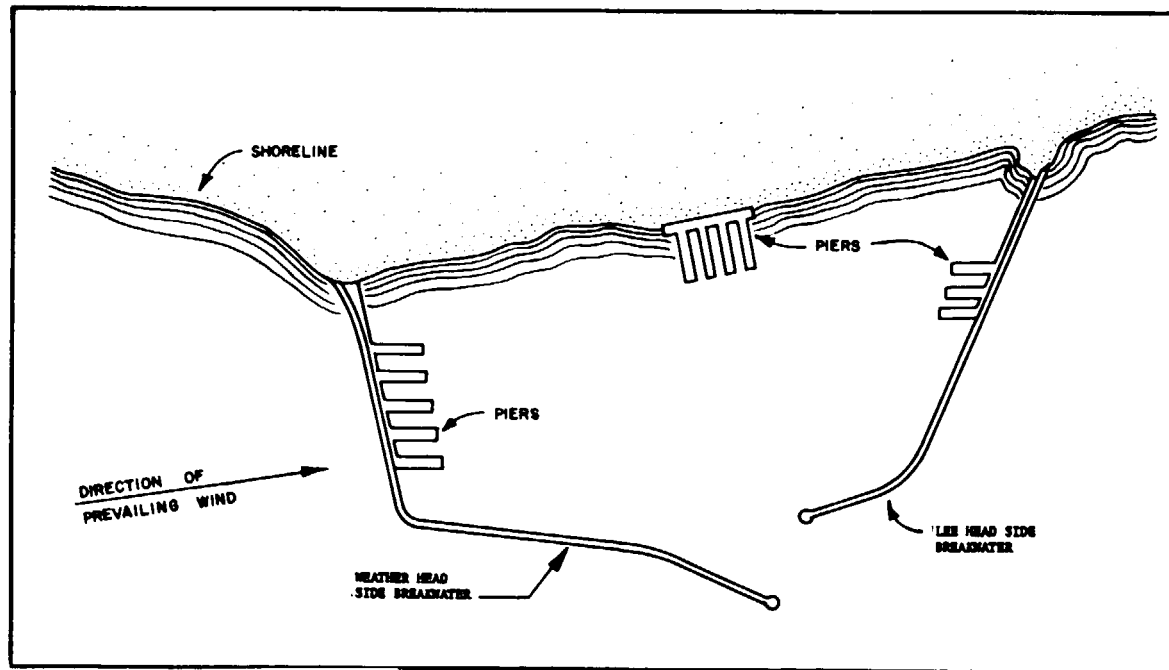 SHORELINE
PIERS
PIERS
DIRECTION OF
PREVAILING WIND
LEE HEAD SIDE
BREAKWATER
WEATHER HEAD
SIDE BREAKWATER